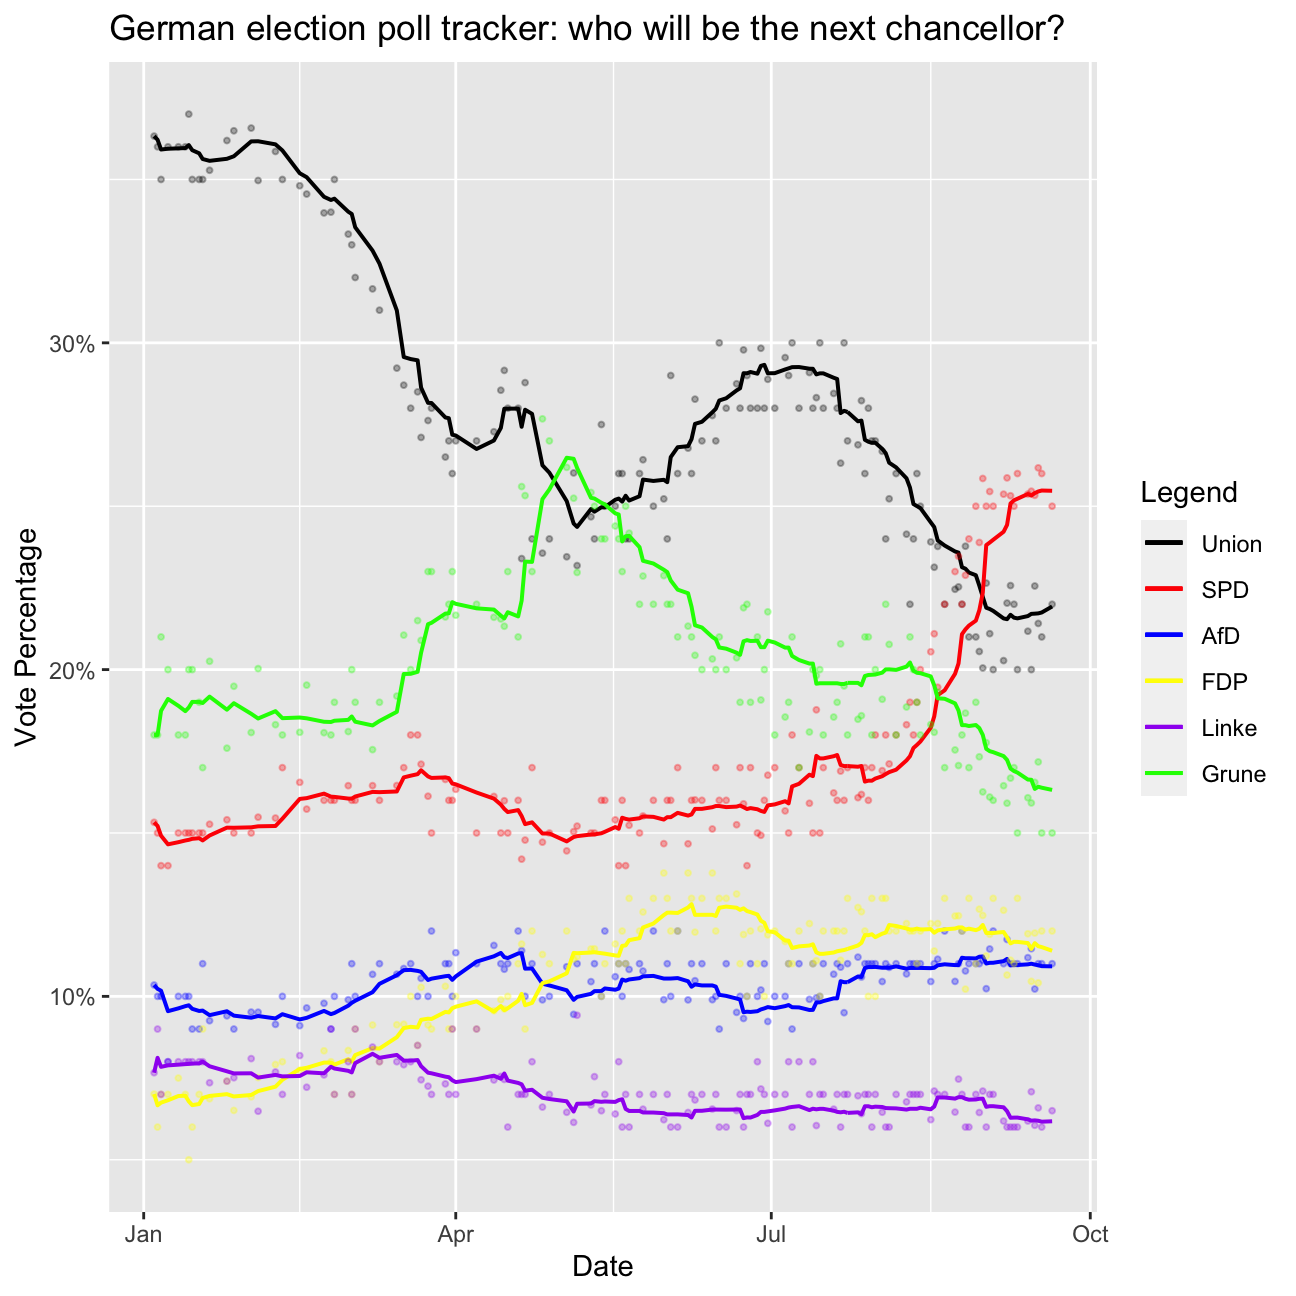 German election poll tracker: who will be the next chancellor?
30%
20%
10%
Vote Percentage
Jan
Apr
Jul
Oct
Date
Legend
Union
SPD
AfD
FDP
Linke
Grune